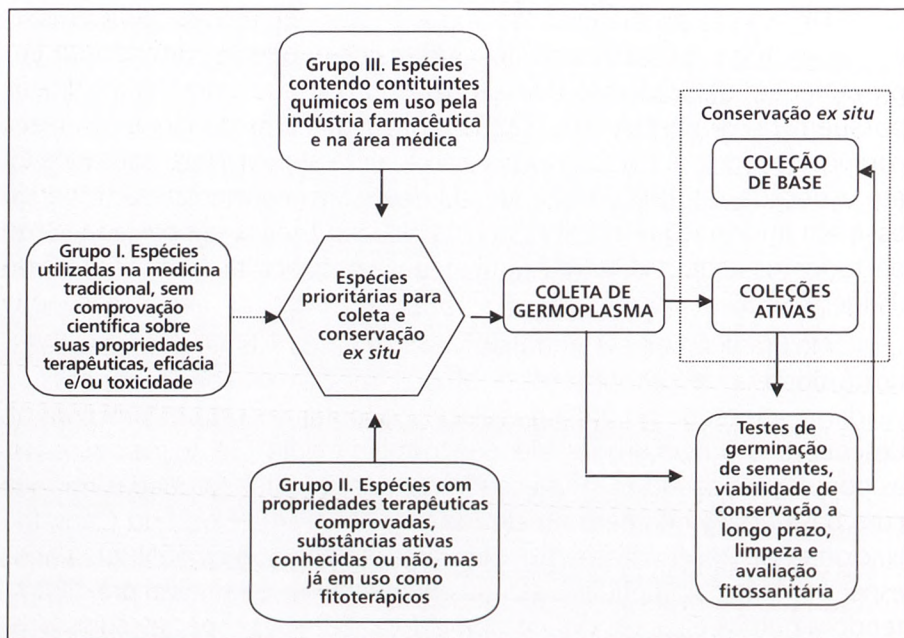 Grupo III. Espécies
contendo contituintes
químicos em uso pela
indústria farmacêutica
e na área médica
Conservação ex situ
COLEÇÃO
DE BASE
Grupo I. Espécies
utilizadas na medicina
tradicional, sem
comprovação
científica sobre
suas propriedades
terapêuticas, eficácia
e/ou toxicidade
Espécies
prioritárias para
coleta e
conservação
ex situ
COLETA DE
GERMOPLASMA
COLEÇÕES
ATIVAS
Grupo II. Espécies com
propriedades terapêuticas
comprovadas,
substâncias ativas
conhecidas ou não, mas
já em uso como
fitoterápicos
Testes de
germinação
de sementes,
viabilidade de
conservação a
longo prazo,
limpeza e
avaliação
fitossanitária